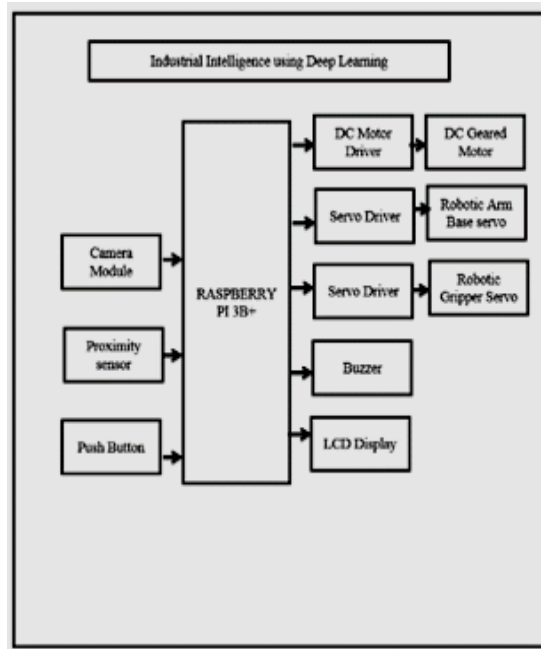 Industrial Intelligence using Deep Learning
DC Motor
Driver
DC Geared
Motor
Servo Driver
Robotic Arm
Base servo
Camera
Module
RASPBERRY
PI 3B+
Servo Driver
Robotic
Gripper Servo
Proximity
sensor
Buzzer
Push Button
LCD Display